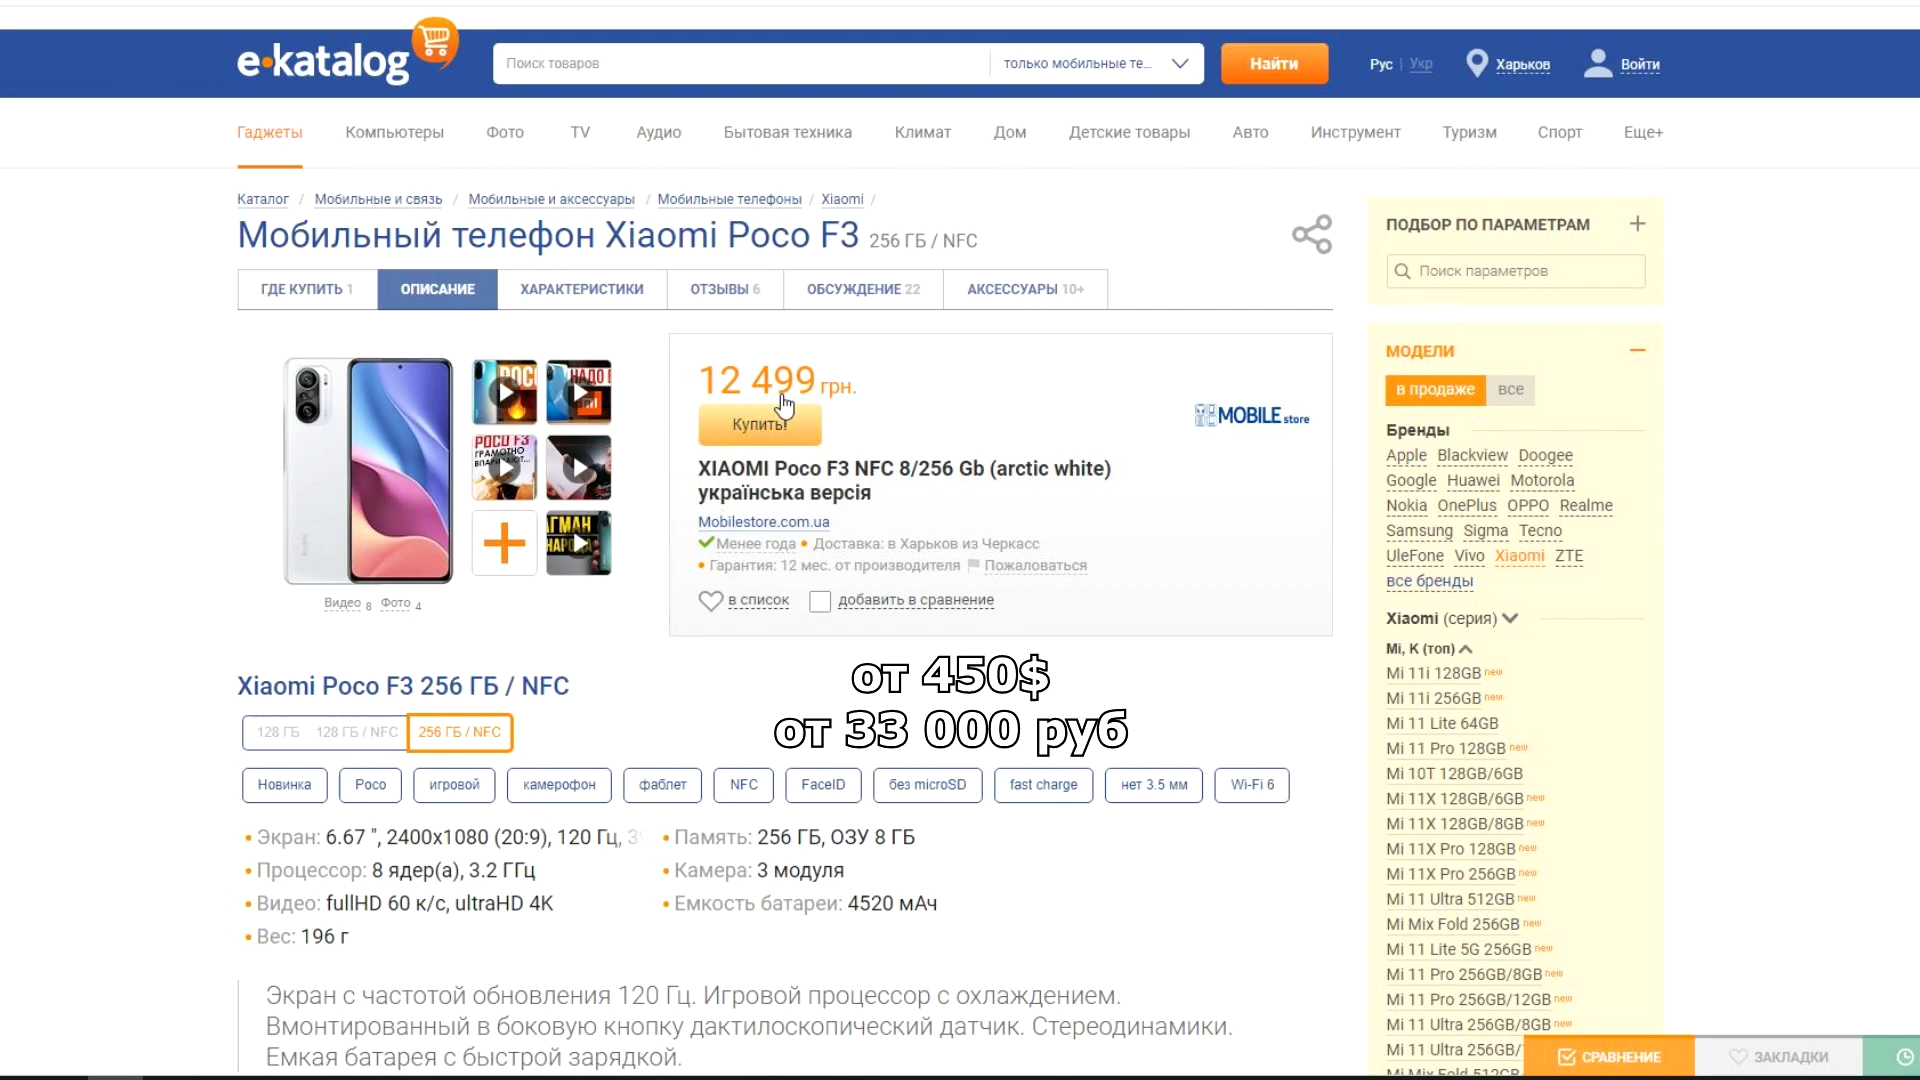 e•katalog
Поиск товаров
только мобильные те...
Найти
Рус | Укр
Харьков
Войти
Гаджеты Компьютеры Фото TV Аудио Бытовая техника Климат Дом Детские товары Авто Инструмент Туризм Спорт Еще+
Каталог / Мобильные и связь / Мобильные и аксессуары / Мобильные телефоны / Xiaomi /
Мобильный телефон Xiaomi Poco F3 256 ГБ / NFC
ГДЕ КУПИТЬ 1 ОПИСАНИЕ ХАРАКТЕРИСТИКИ ОТЗЫВЫ 6 ОБСУЖДЕНИЕ 22 АКСЕССУАРЫ 10+
POCO F3
ГРАМОТНО
Видео 8 Фото 4
12 499 грн.
Купить!
MOBILE store
XIAOMI Poco F3 NFC 8/256 Gb (arctic white)
українська версія
Mobilestore.com.ua
Менее года • Доставка: в Харьков из Черкасс
• Гарантия: 12 мес. от производителя Пожаловаться
в список добавить в сравнение
от 450$
от 33 000 руб
Xiaomi Poco F3 256 ГБ / NFC
128 ГБ 128 ГБ / NFC 256 ГБ / NFC
Новинка Poco игровой камерофон фаблет NFC FaceID без microSD fast charge нет 3.5 мм Wi-Fi 6
• Экран: 6.67 ", 2400x1080 (20:9), 120 Гц,
• Процессор: 8 ядер(а), 3.2 ГГц
• Видео: fullHD 60 к/с, ultraHD 4K
• Вес: 196 г
• Память: 256 ГБ, ОЗУ 8 ГБ
• Камера: 3 модуля
• Емкость батареи: 4520 мАч
Экран с частотой обновления 120 Гц. Игровой процессор с охлаждением.
Вмонтированный в боковую кнопку дактилоскопический датчик. Стереодинамики.
Емкая батарея с быстрой зарядкой.
ПОДБОР ПО ПАРАМЕТРАМ +
Поиск параметров
МОДЕЛИ
в продаже все
Бренды
Apple Blackview Doogee
Google Huawei Motorola
Nokia OnePlus OPPO Realme
Samsung Sigma Tecno
UleFone Vivo Xiaomi ZTE
все бренды
Xiaomi (серия)
Mi, K (топ)
Mi 11i 128GB new
Mi 11i 256GB new
Mi 11 Lite 64GB
Mi 11 Pro 128GB new
Mi 10T 128GB/6GB
Mi 11X 128GB/6GB new
Mi 11X 128GB/8GB new
Mi 11X Pro 128GB new
Mi 11X Pro 256GB new
Mi 11 Ultra 512GB new
Mi Mix Fold 256GB new
Mi 11 Lite 5G 256GB new
Mi 11 Pro 256GB/8GB new
Mi 11 Pro 256GB/12GB new
Mi 11 Ultra 256GB/8GB new
Mi 11 Ultra 256GB/
Mi Mix Fold 512GB
СРАВНЕНИЕ
ЗАКЛАДКИ